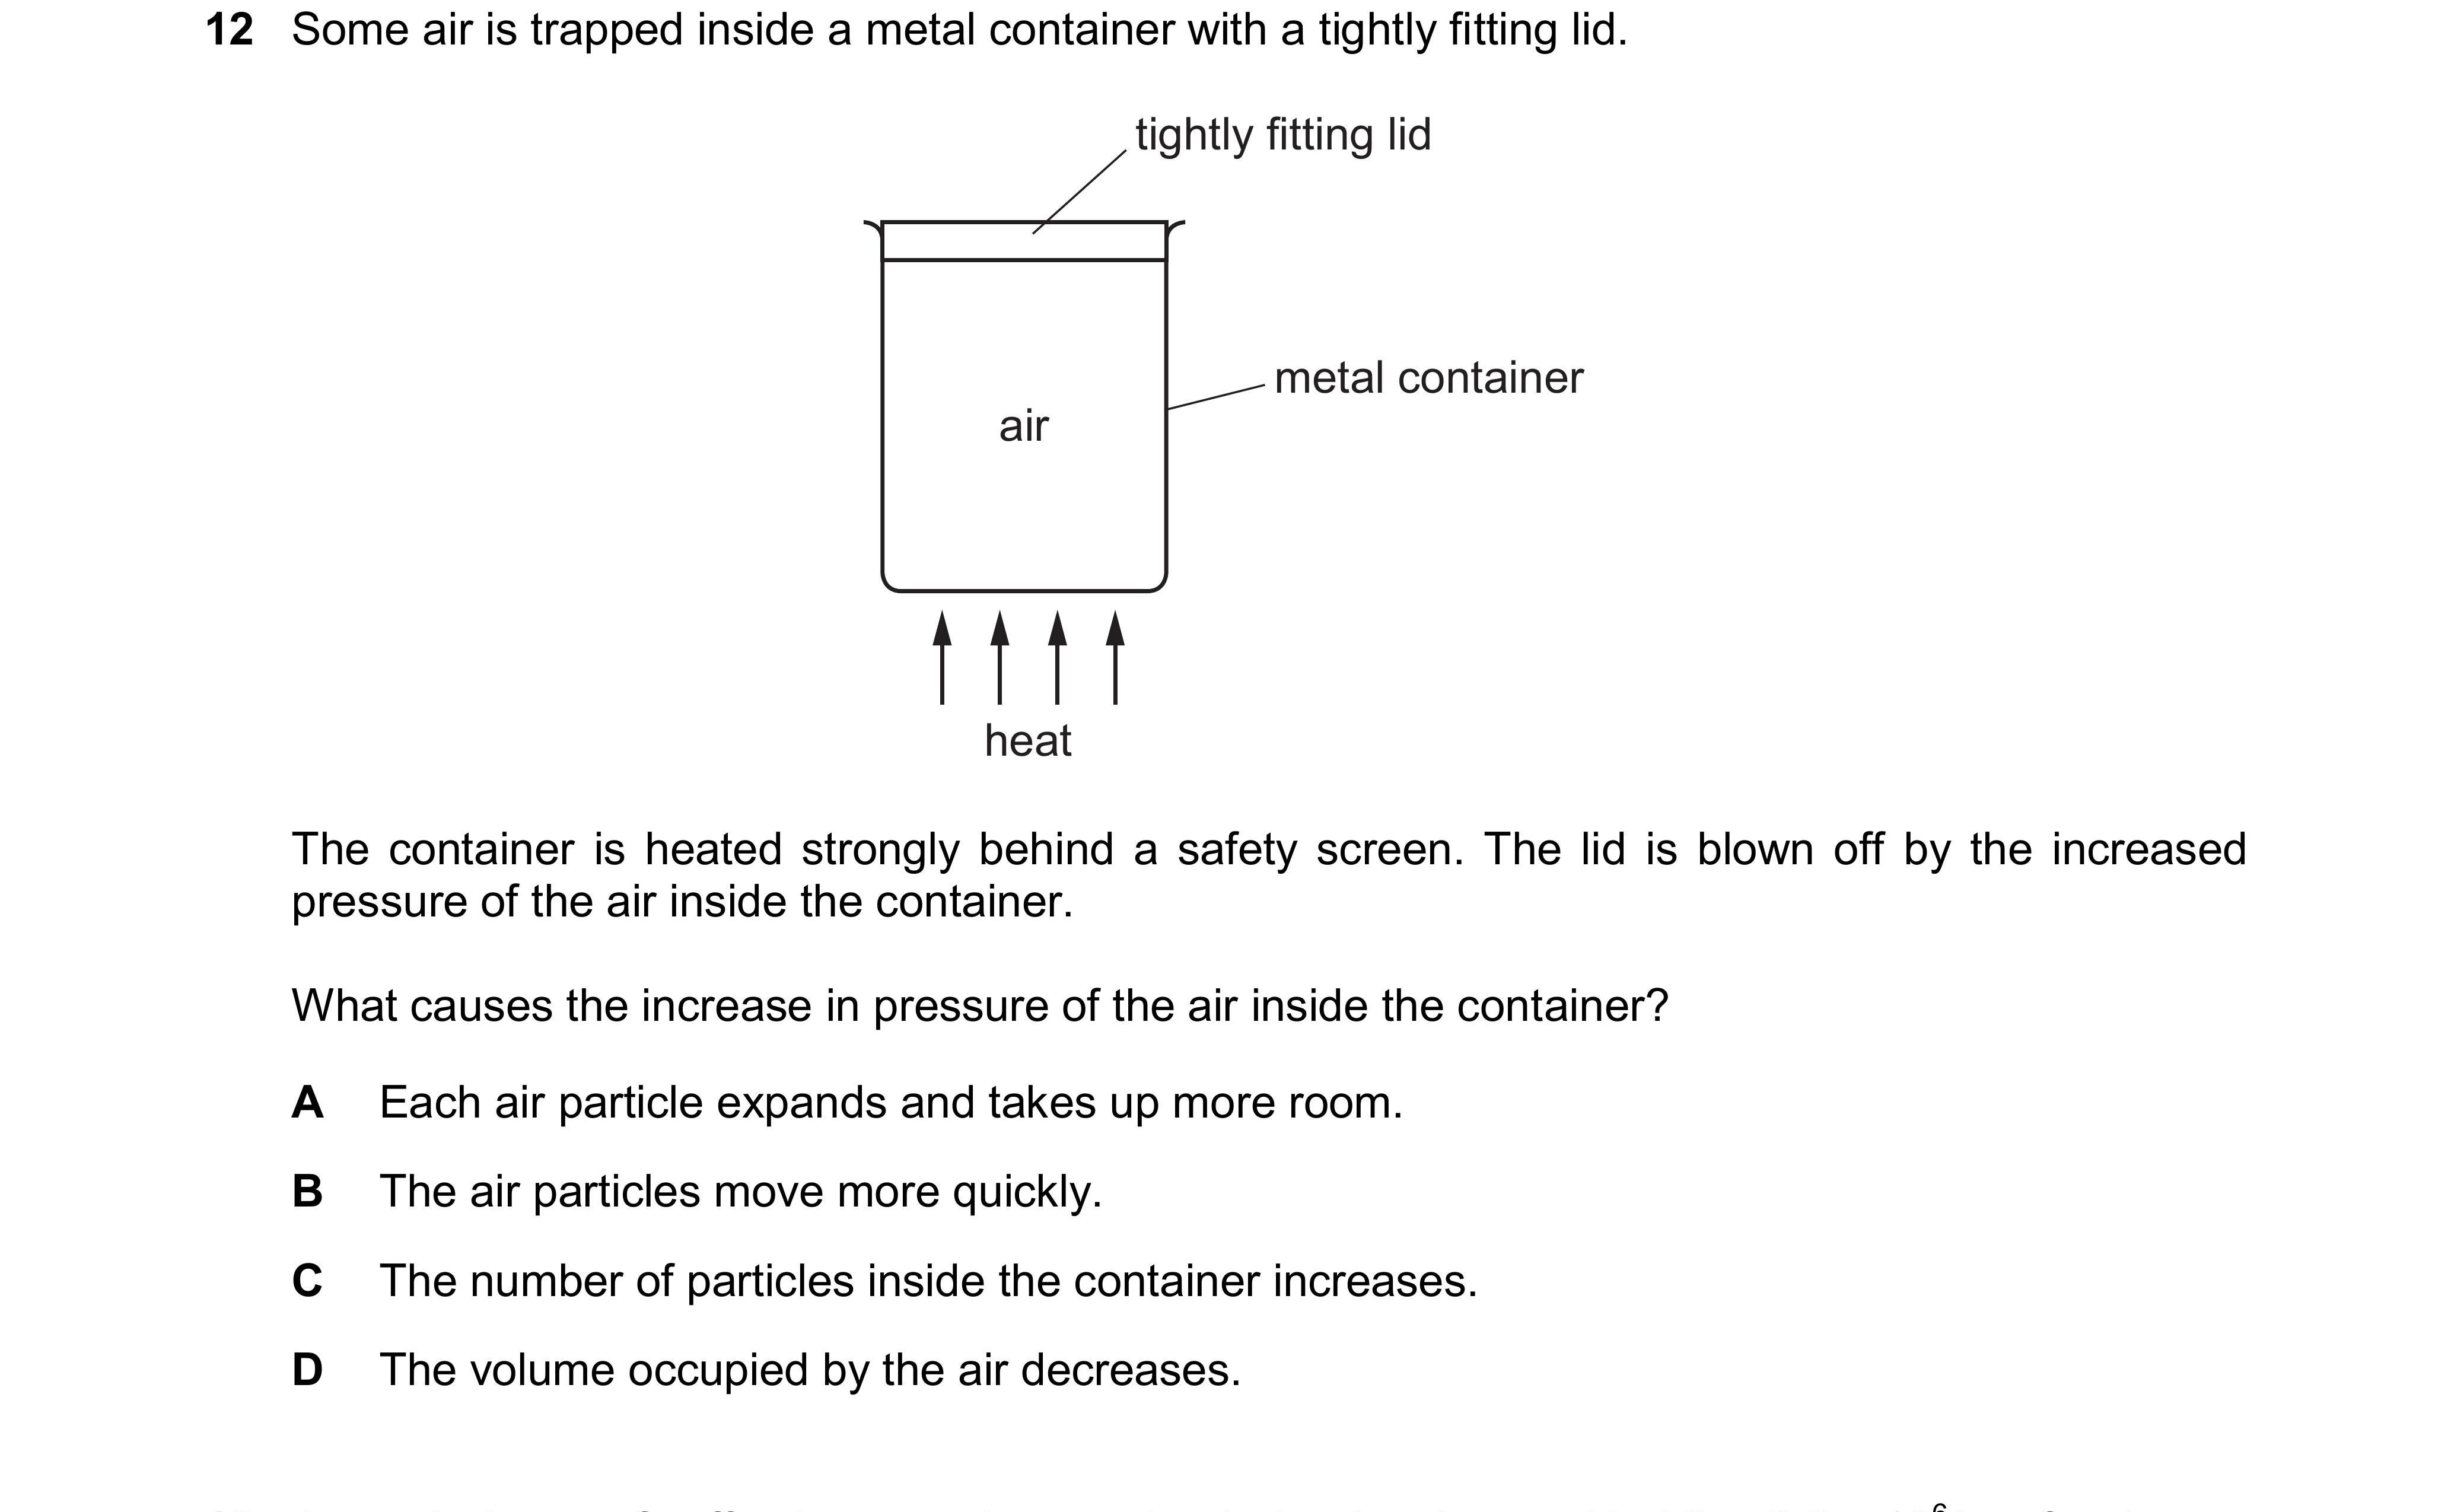 12 Some air is trapped inside a metal container with a tightly fitting lid.
tightly fitting lid
metal container
air
heat
The container is heated strongly behind a safety screen. The lid is blown off by the increased
pressure of the air inside the container.
What causes the increase in pressure of the air inside the container?
A Each air particle expands and takes up more room.
B The air particles move more quickly.
C The number of particles inside the container increases.
D The volume occupied by the air decreases.